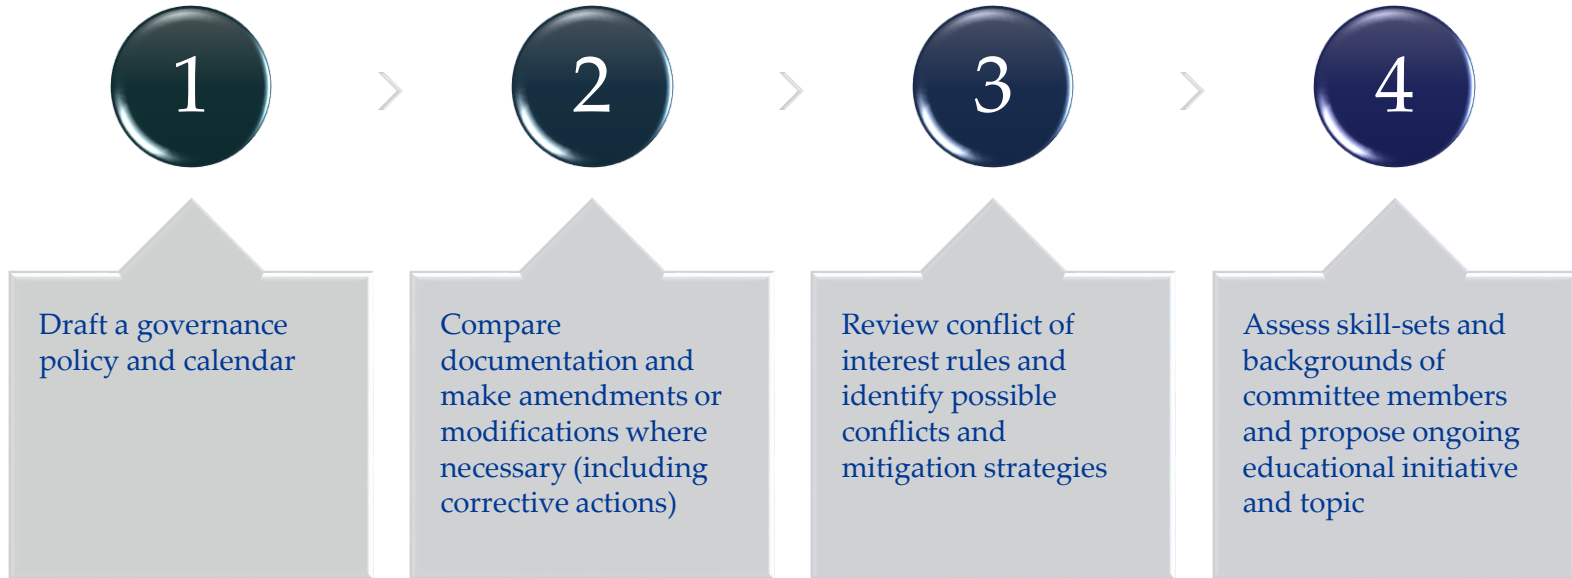 1
2
3
4
Draft a governance
policy and calendar
Compare
documentation and
make amendments or
modifications where
necessary (including
corrective actions)
Review conflict of
interest rules and
identify possible
conflicts and
mitigation strategies
Assess skill-sets and
backgrounds of
committee members
and propose ongoing
educational initiative
and topic